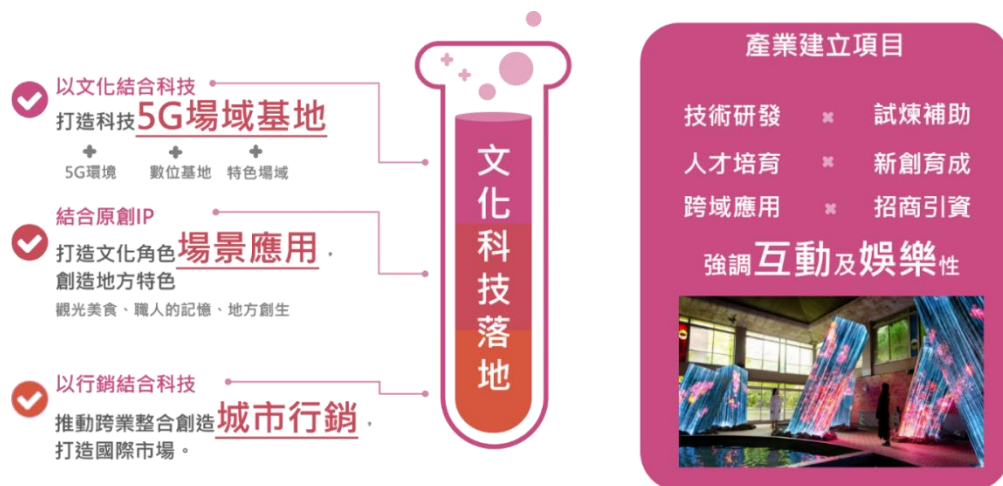 以文化結合科技
打造科技5G場域基地
5G環境 數位基地 特色場域
結合原創IP
打造文化角色場景應用，
創造地方特色
觀光美食、職人的記憶、地方創生
以行銷結合科技
推動跨業整合創造城市行銷，
打造國際市場。
文化科技落地
產業建立項目
技術研發 × 試煉補助
人才培育 × 新創育成
跨域應用 × 招商引資
強調互動及娛樂性